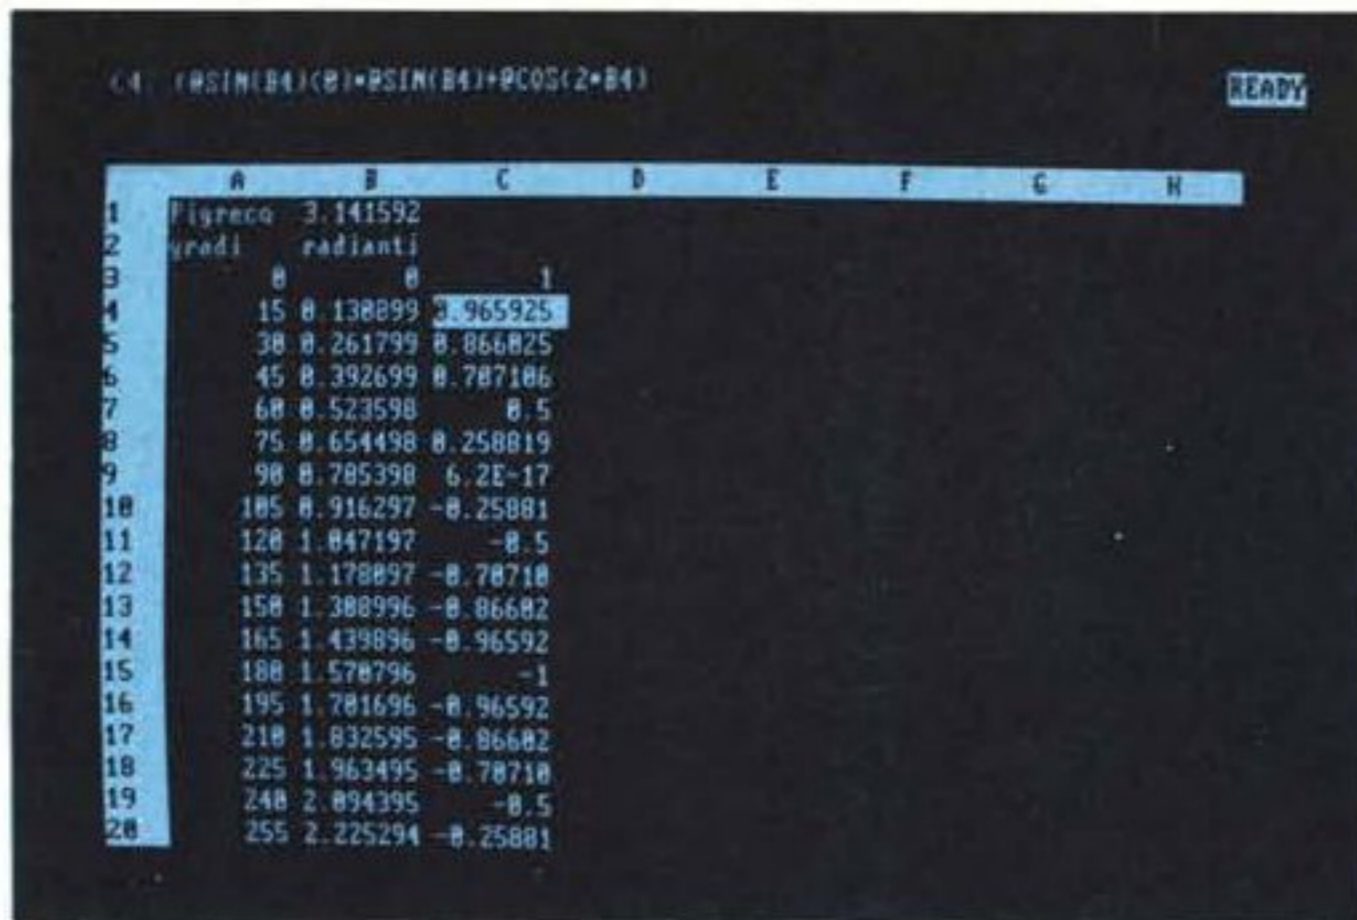 C4: (@SIN(B4)<0)*@SIN(B4)+@COS(2*B4)
READY
A B C D E F G H
1 Pigreco 3.141592
2 gradi radianti
3 0 0 1
4 15 0.130899 0.965925
5 30 0.261799 0.866025
6 45 0.392699 0.707106
7 60 0.523598 0.5
8 75 0.654498 0.258819
9 90 0.785398 6.2E-17
10 105 0.916297 -0.25881
11 120 1.047197 -0.5
12 135 1.178097 -0.70710
13 150 1.308996 -0.86602
14 165 1.439896 -0.96592
15 180 1.570796 -1
16 195 1.701696 -0.96592
17 210 1.832595 -0.86602
18 225 1.963495 -0.70710
19 240 2.094395 -0.5
20 255 2.225294 -0.25881